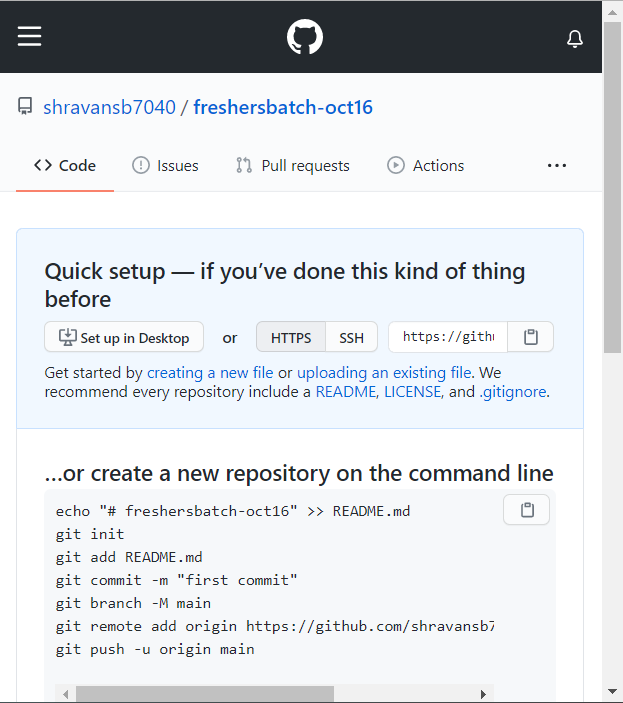 shravansb7040 / freshersbatch-oct16
Code Issues Pull requests Actions
Quick setup — if you’ve done this kind of thing
before
Set up in Desktop or HTTPS SSH https://githu
Get started by creating a new file or uploading an existing file. We
recommend every repository include a README, LICENSE, and .gitignore.
...or create a new repository on the command line
echo "# freshersbatch-oct16" >> README.md
git init
git add README.md
git commit -m "first commit"
git branch -M main
git remote add origin https://github.com/shravansb7
git push -u origin main